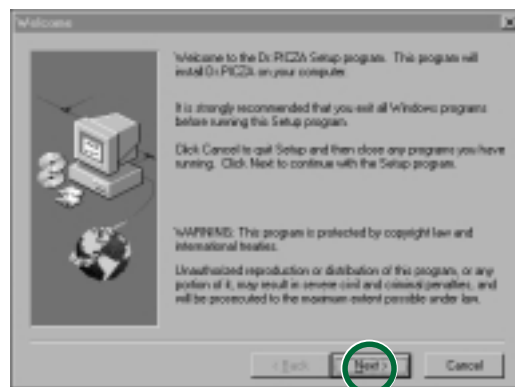 Welcome
Welcome to the Dr.PICZA Setup program. This program will
install Dr.PICZA on your computer.
It is strongly recommended that you exit all Windows programs
before running this Setup program.
Click Cancel to quit Setup and then close any programs you have
running. Click Next to continue with the Setup program.
WARNING: This program is protected by copyright law and
international treaties.
Unauthorized reproduction or distribution of this program, or any
portion of it, may result in severe civil and criminal penalties, and
will be prosecuted to the maximum extent possible under law.
< Back Next > Cancel